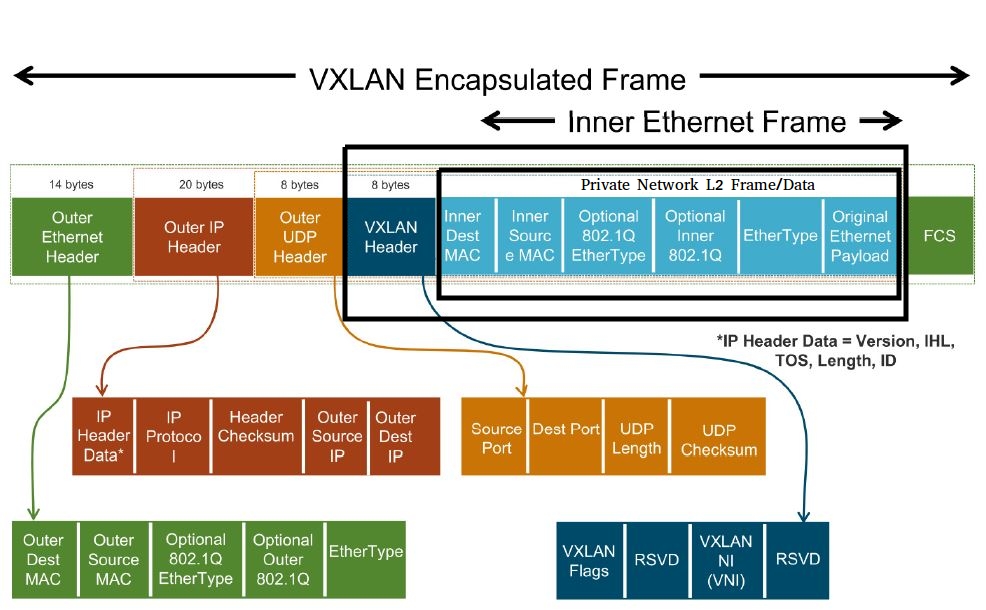 VXLAN Encapsulated Frame
Inner Ethernet Frame
14 bytes
20 bytes
8 bytes
8 bytes
Private Network L2 Frame/Data
Outer
Ethernet
Header
Outer IP
Header
Outer
UDP
Header
VXLAN
Header
Inner
Dest
MAC
Inner
Sourc
e MAC
Optional
802.1Q
EtherType
Optional
Inner
802.1Q
EtherType
Original
Ethernet
Payload
FCS
*IP Header Data = Version, IHL,
TOS, Length, ID
IP
Header
Data*
IP
Protoco
l
Header
Checksum
Outer
Source
IP
Outer
Dest
IP
Source
Port
Dest Port
UDP
Length
UDP
Checksum
Outer
Dest
MAC
Outer
Source
MAC
Optional
802.1Q
EtherType
Optional
Outer
802.1Q
EtherType
VXLAN
Flags
RSVD
VXLAN
NI
(VNI)
RSVD